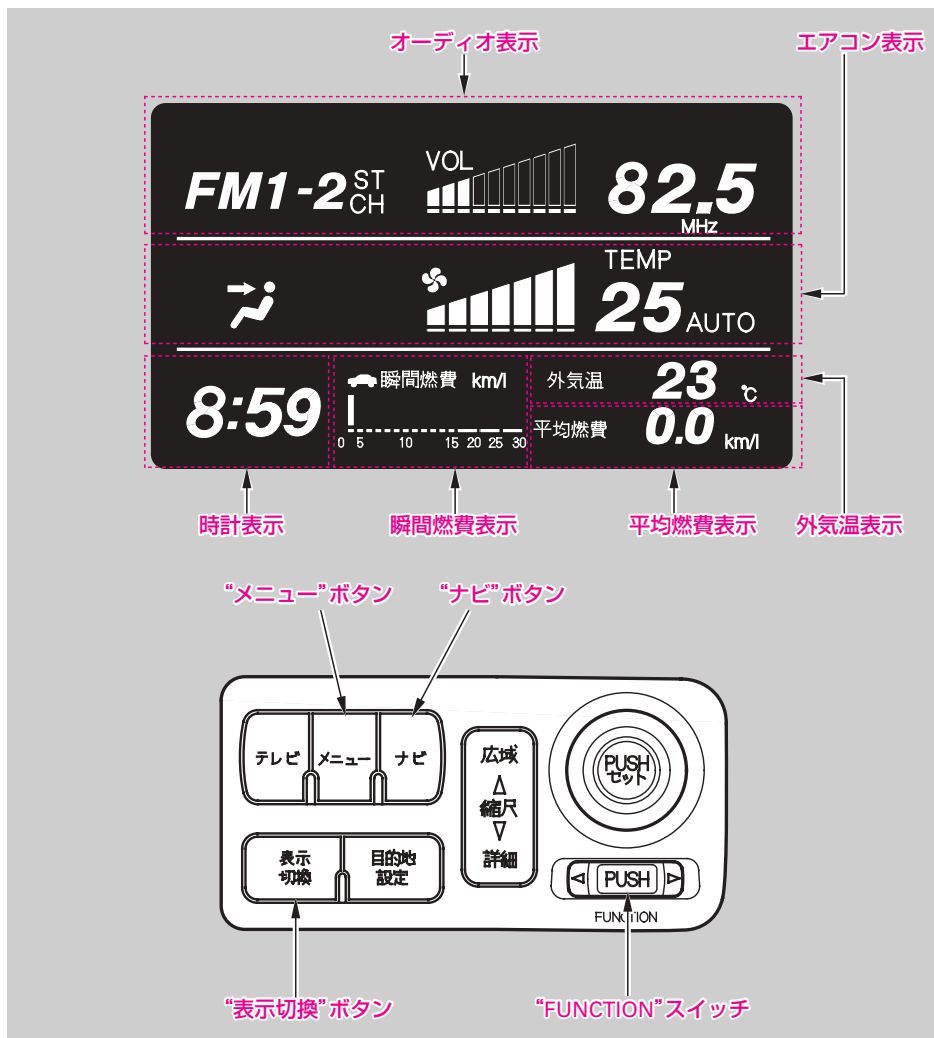 オーディオ表示
エアコン表示
FM1-2 ST CH
VOL
82.5
MHz
TEMP
25 AUTO
8:59
瞬間燃費 km/l
0 5 10 15 20 25 30
外気温 23 ℃
平均燃費 0.0 km/l
時計表示
瞬間燃費表示
平均燃費表示
外気温表示
“メニュー”ボタン
“ナビ”ボタン
テレビ
メニュー
ナビ
広域
縮尺
詳細
PUSH
セット
表示
切換
目的地
設定
PUSH
FUNCTION
“表示切換”ボタン
“FUNCTION”スイッチ